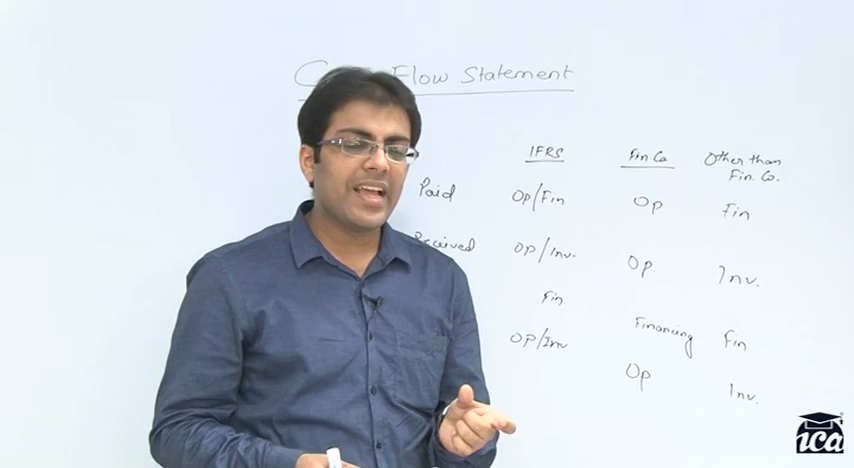 Flow Statement
IFRS Fin Co Other than
Fin. Co.
Paid Op/Fin Op Fin
Received Op/Inv. Op Inv.
Fin Financing Fin
Op/Inv Op Inv.
ica